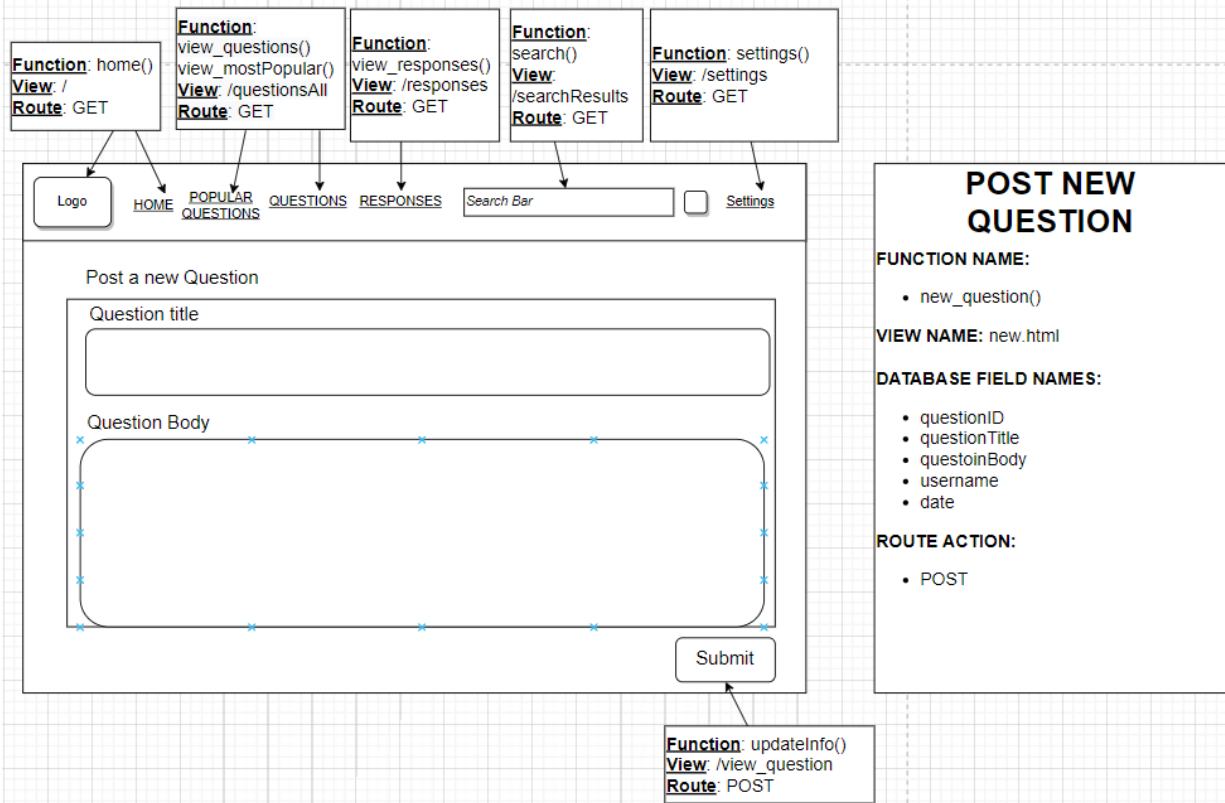 Function: home()
View: /
Route: GET
Function:
view_questions()
view_mostPopular()
View: /questionsAll
Route: GET
Function:
view_responses()
View: /responses
Route: GET
Function:
search()
View:
/searchResults
Route: GET
Function: settings()
View: /settings
Route: GET
Logo
HOME
POPULAR
QUESTIONS
QUESTIONS
RESPONSES
Search Bar
Settings
Post a new Question
Question title
Question Body
Submit
Function: updateInfo()
View: /view_question
Route: POST
POST NEW
QUESTION
FUNCTION NAME:
• new_question()
VIEW NAME: new.html
DATABASE FIELD NAMES:
• questionID
• questionTitle
• questoinBody
• username
• date
ROUTE ACTION:
• POST